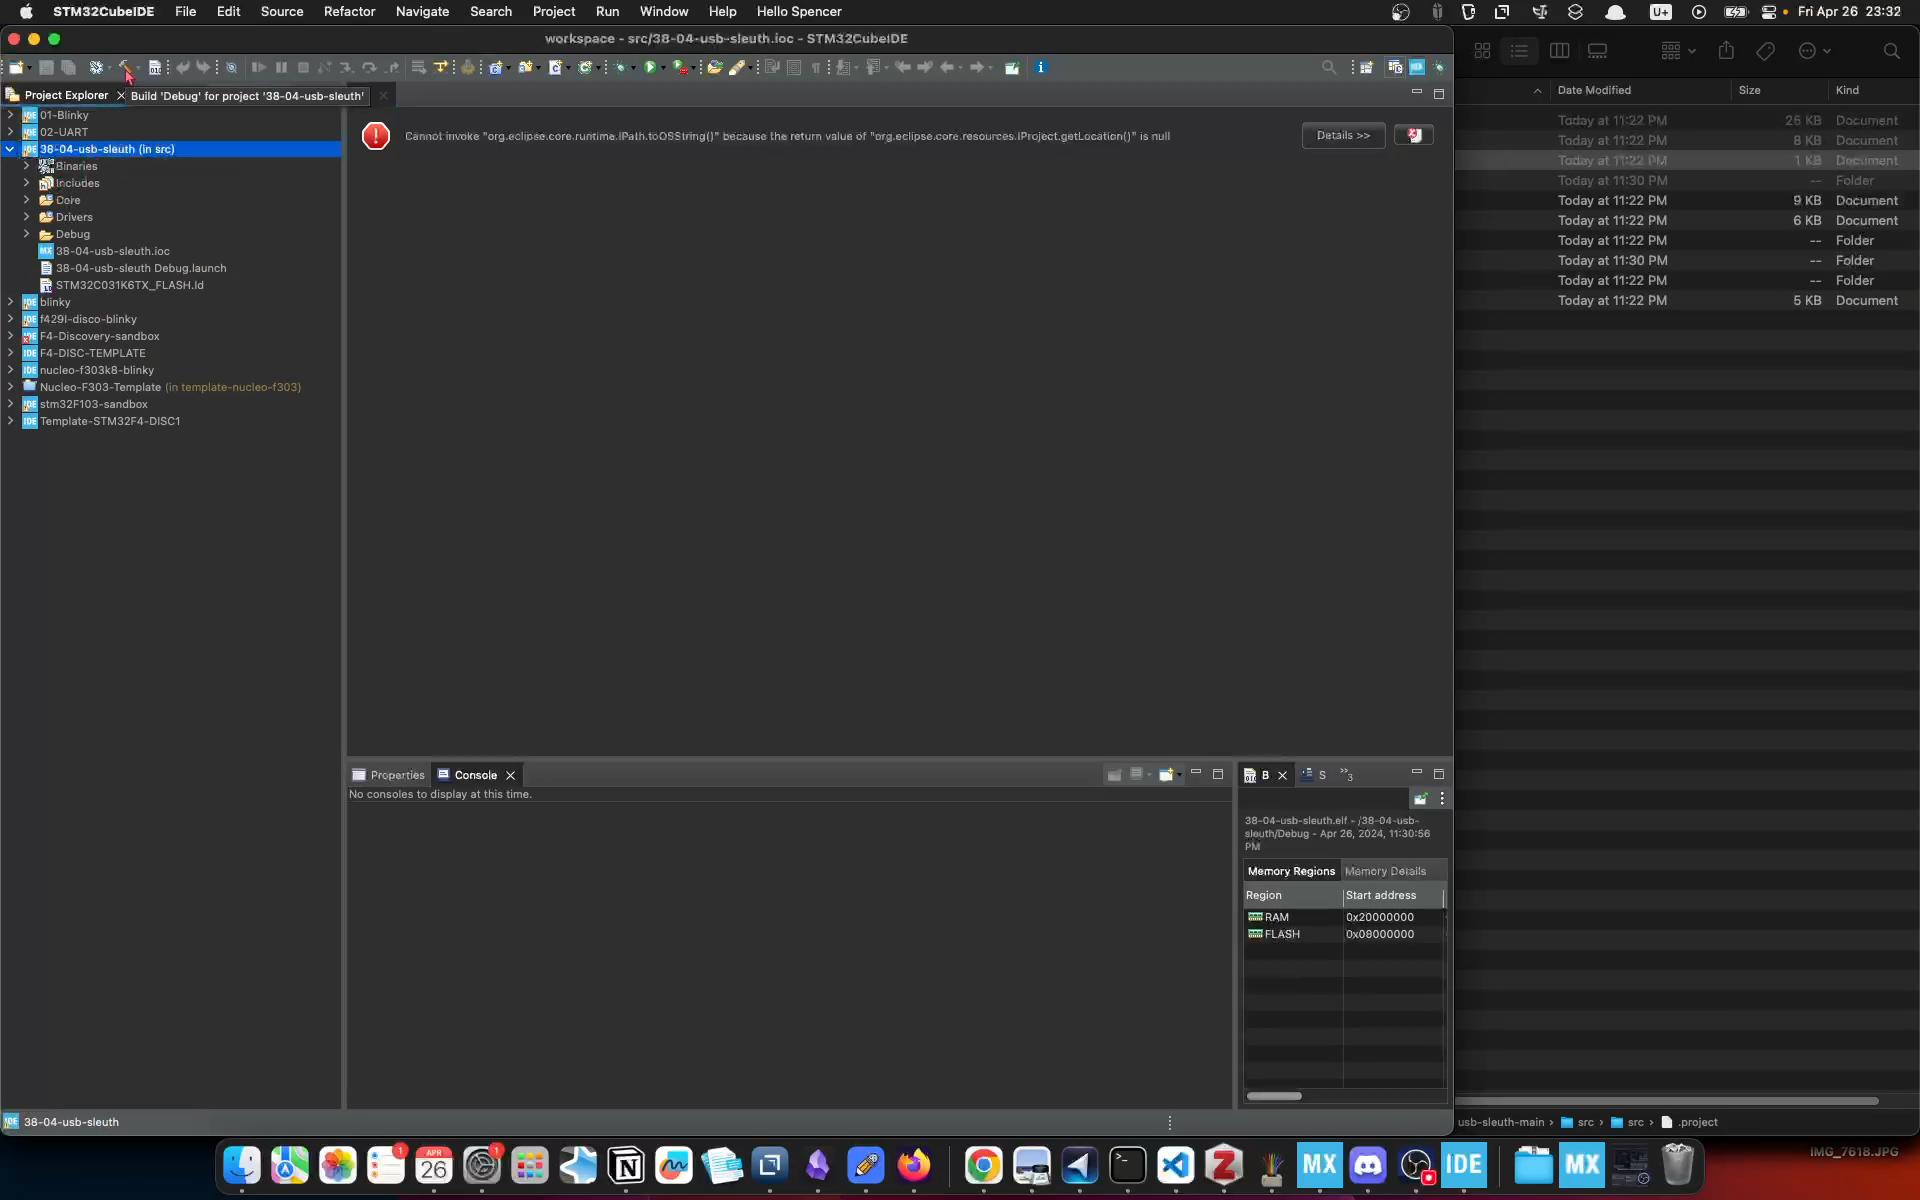 STM32CubeIDE File Edit Source Refactor Navigate Search Project Run Window Help Hello Spencer U+ Fri Apr 26 23:32
workspace - src/38-04-usb-sleuth.ioc - STM32CubeIDE
Project Explorer
Build 'Debug' for project '38-04-usb-sleuth'
01-Blinky
02-UART
38-04-usb-sleuth (in src)
Binaries
Includes
Core
Drivers
Debug
38-04-usb-sleuth.ioc
38-04-usb-sleuth Debug.launch
STM32C031K6TX_FLASH.ld
blinky
f429I-disco-blinky
F4-Discovery-sandbox
F4-DISC-TEMPLATE
nucleo-f303k8-blinky
Nucleo-F303-Template (in template-nucleo-f303)
stm32F103-sandbox
Template-STM32F4-DISC1
Cannot invoke "org.eclipse.core.runtime.IPath.toOSString()" because the return value of "org.eclipse.core.resources.IProject.getLocation()" is null
Details >>
Properties Console
No consoles to display at this time.
B S »3
38-04-usb-sleuth.elf - /38-04-usb-
sleuth/Debug - Apr 26, 2024, 11:30:56
PM
Memory Regions Memory Details
Region Start address
RAM 0x20000000
FLASH 0x08000000
38-04-usb-sleuth
Date Modified Size Kind
Today at 11:22 PM 26 KB Document
Today at 11:22 PM 8 KB Document
Today at 11:22 PM 1 KB Document
Today at 11:30 PM -- Folder
Today at 11:22 PM 9 KB Document
Today at 11:22 PM 6 KB Document
Today at 11:22 PM -- Folder
Today at 11:30 PM -- Folder
Today at 11:22 PM -- Folder
Today at 11:22 PM 5 KB Document
usb-sleuth-main › src › src › .project
IMG_7618.JPG
1 APR 26 1 MX IDE MX